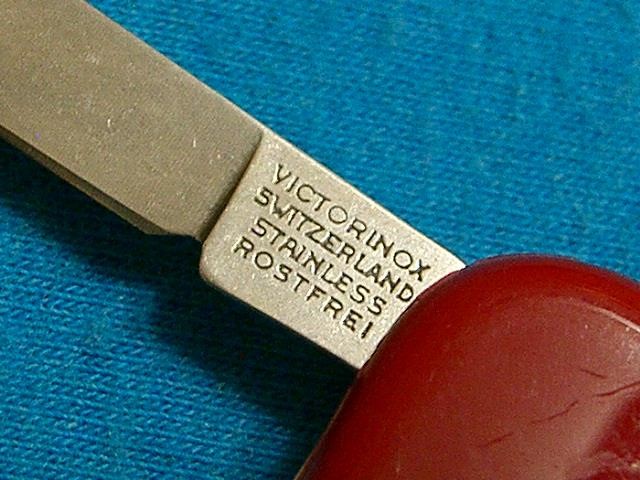 VICTORINOX
SWITZERLAND
STAINLESS
ROSTFREI